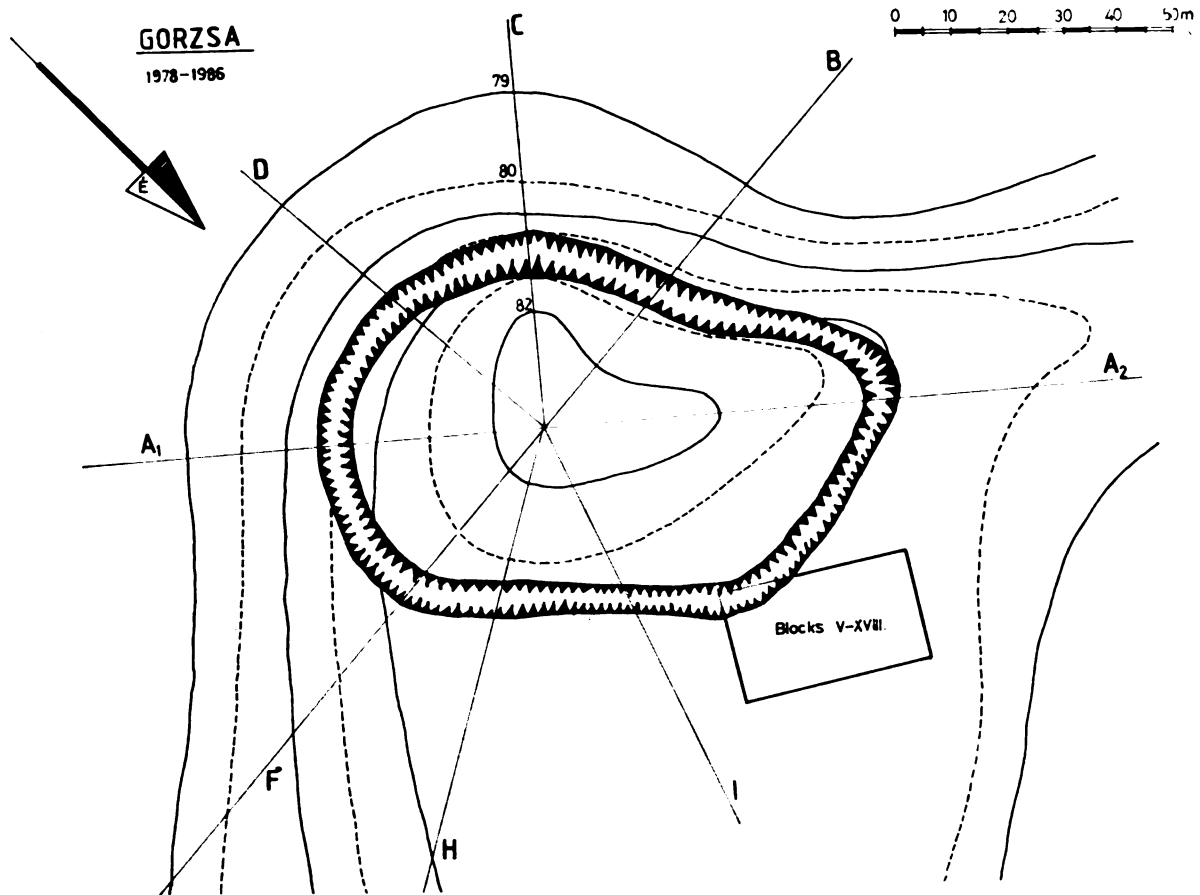 GORZSA
1978-1986
0 10 20 30 40 50m
C
B
79
D
80
É
82
A₁
A₂
Blocks V-XVIII.
F
I
H